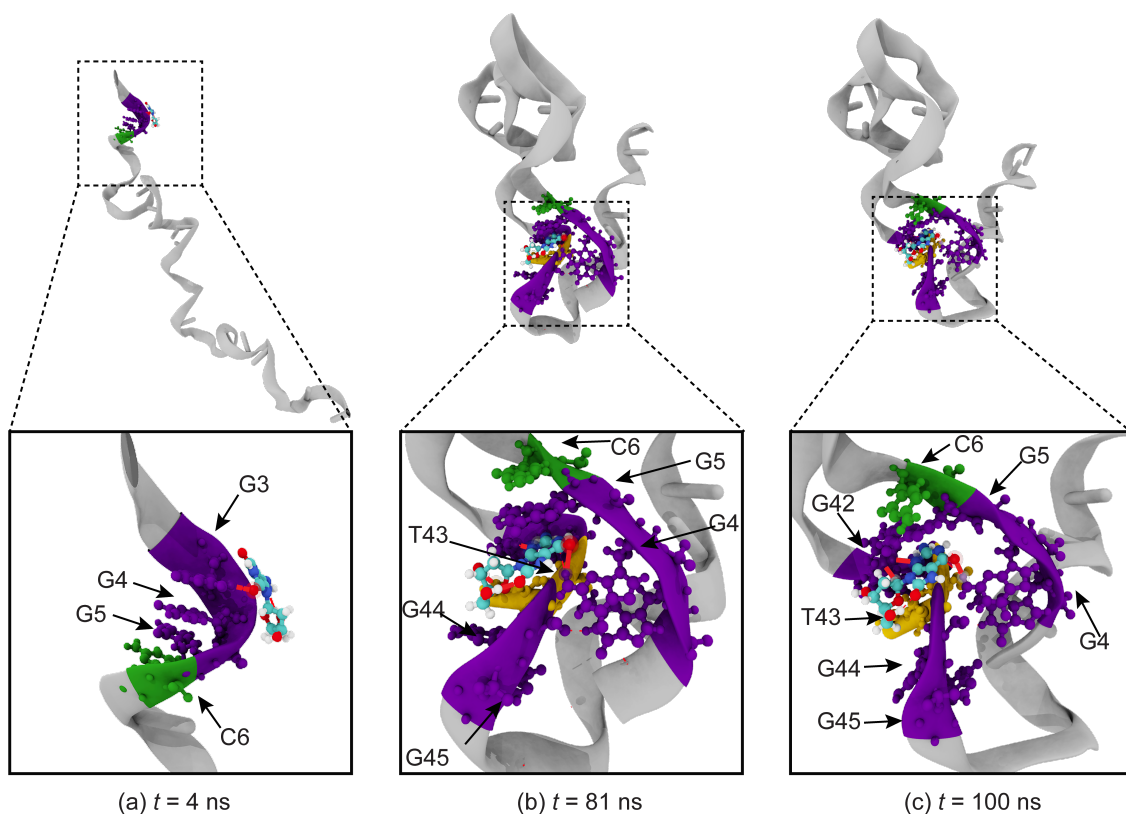 G3
G4
G5
C6
(a) t = 4 ns
C6
G5
G4
T43
G44
G45
(b) t = 81 ns
C6
G5
G42
T43
G4
G44
G45
(c) t = 100 ns